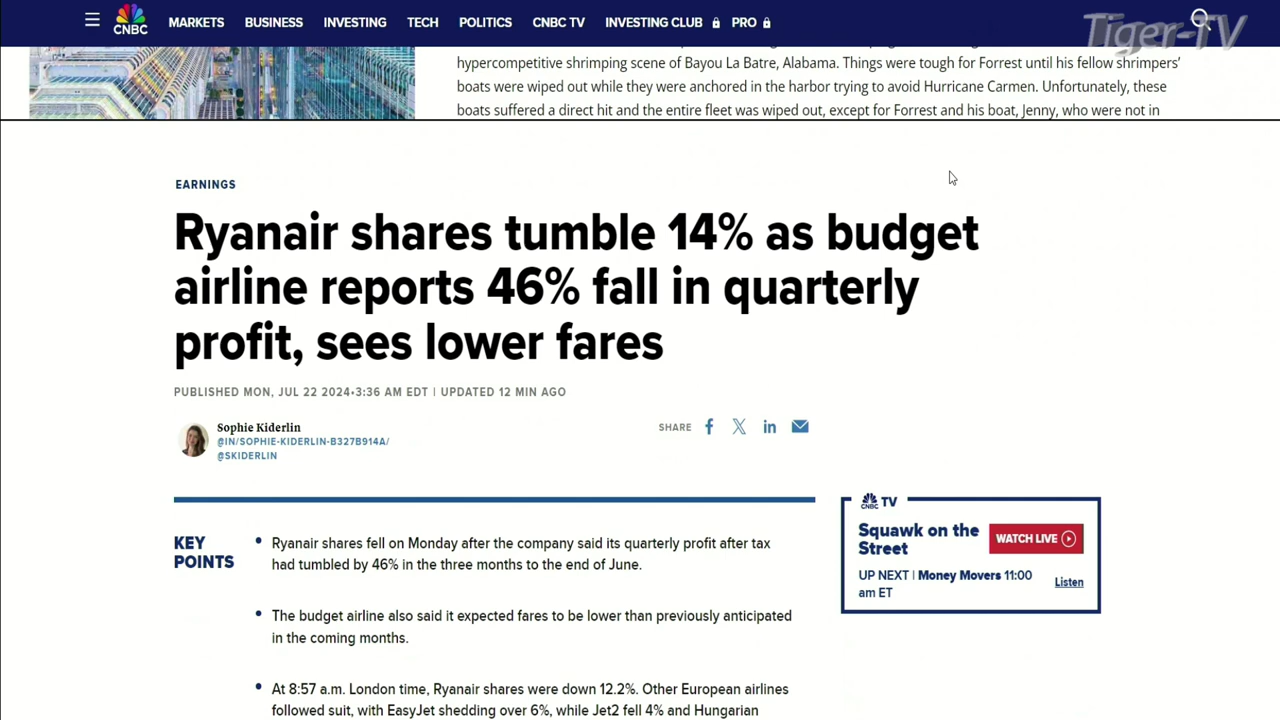 CNBC
MARKETS BUSINESS INVESTING TECH POLITICS CNBC TV INVESTING CLUB PRO
Tiger-TV
hypercompetitive shrimping scene of Bayou La Batre, Alabama. Things were tough for Forrest until his fellow shrimpers'
boats were wiped out while they were anchored in the harbor trying to avoid Hurricane Carmen. Unfortunately, these
boats suffered a direct hit and the entire fleet was wiped out, except for Forrest and his boat, Jenny, who were not in
EARNINGS
Ryanair shares tumble 14% as budget
airline reports 46% fall in quarterly
profit, sees lower fares
PUBLISHED MON, JUL 22 2024•3:36 AM EDT | UPDATED 12 MIN AGO
Sophie Kiderlin
@IN/SOPHIE-KIDERLIN-B327B914A/
@SKIDERLIN
SHARE f X in
KEY
POINTS
• Ryanair shares fell on Monday after the company said its quarterly profit after tax
had tumbled by 46% in the three months to the end of June.
• The budget airline also said it expected fares to be lower than previously anticipated
in the coming months.
• At 8:57 a.m. London time, Ryanair shares were down 12.2%. Other European airlines
followed suit, with EasyJet shedding over 6%, while Jet2 fell 4% and Hungarian
CNBC TV
Squawk on the
Street
WATCH LIVE
UP NEXT | Money Movers 11:00
am ET
Listen